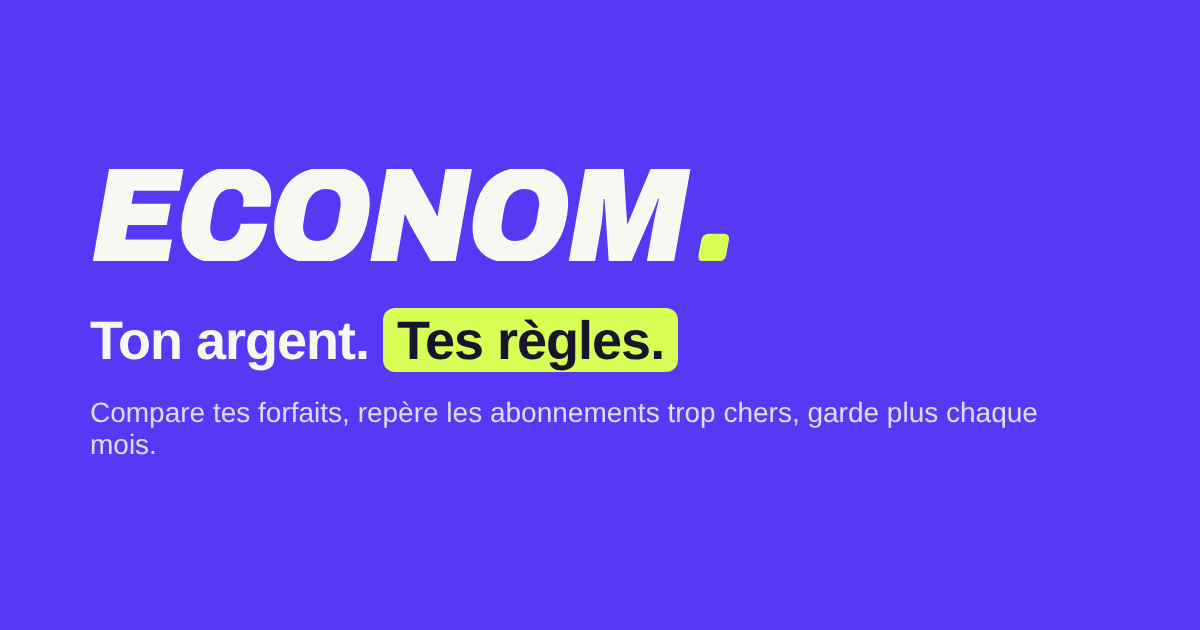 ECONOM.
Ton argent. Tes règles.
Compare tes forfaits, repère les abonnements trop chers, garde plus chaque
mois.